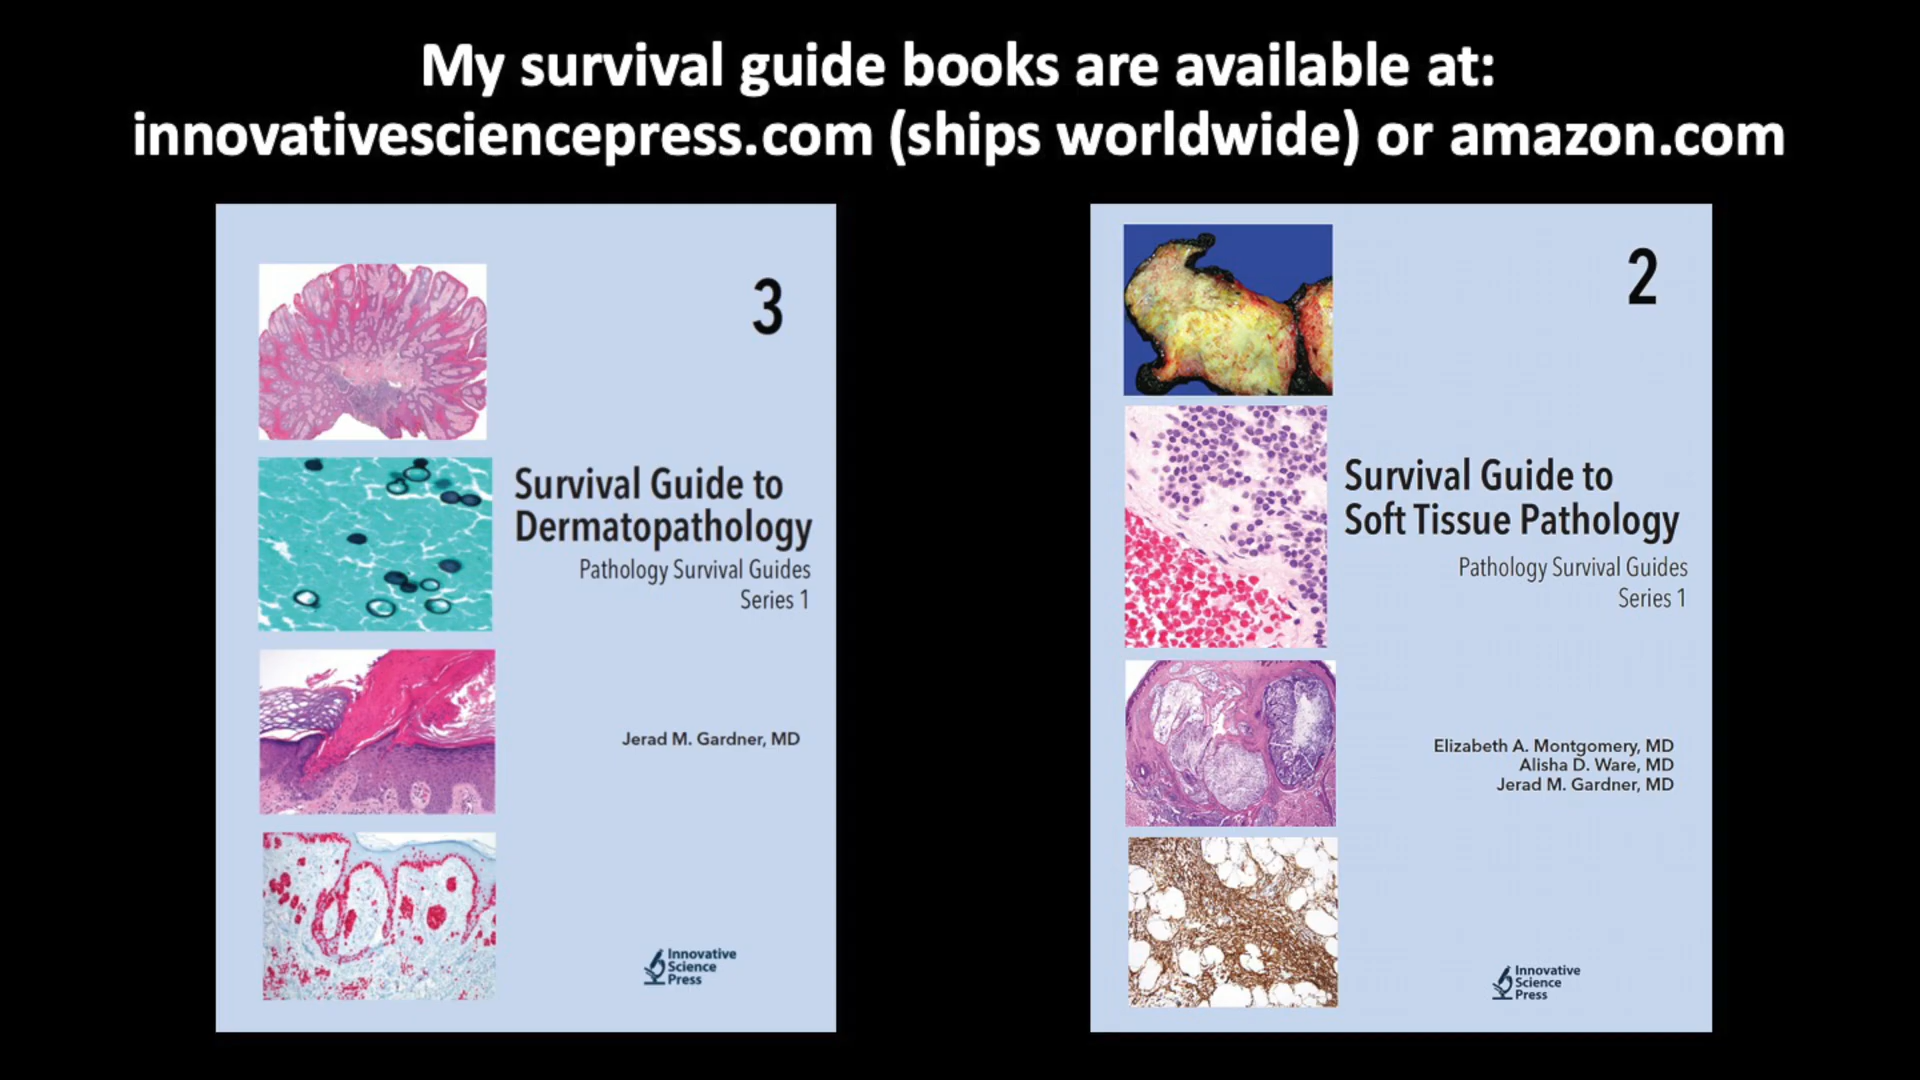 My survival guide books are available at:
innovativesciencepress.com (ships worldwide) or amazon.com
3
Survival Guide to
Dermatopathology
Pathology Survival Guides
Series 1
Jerad M. Gardner, MD
Innovative
Science
Press
2
Survival Guide to
Soft Tissue Pathology
Pathology Survival Guides
Series 1
Elizabeth A. Montgomery, MD
Alisha D. Ware, MD
Jerad M. Gardner, MD
Innovative
Science
Press